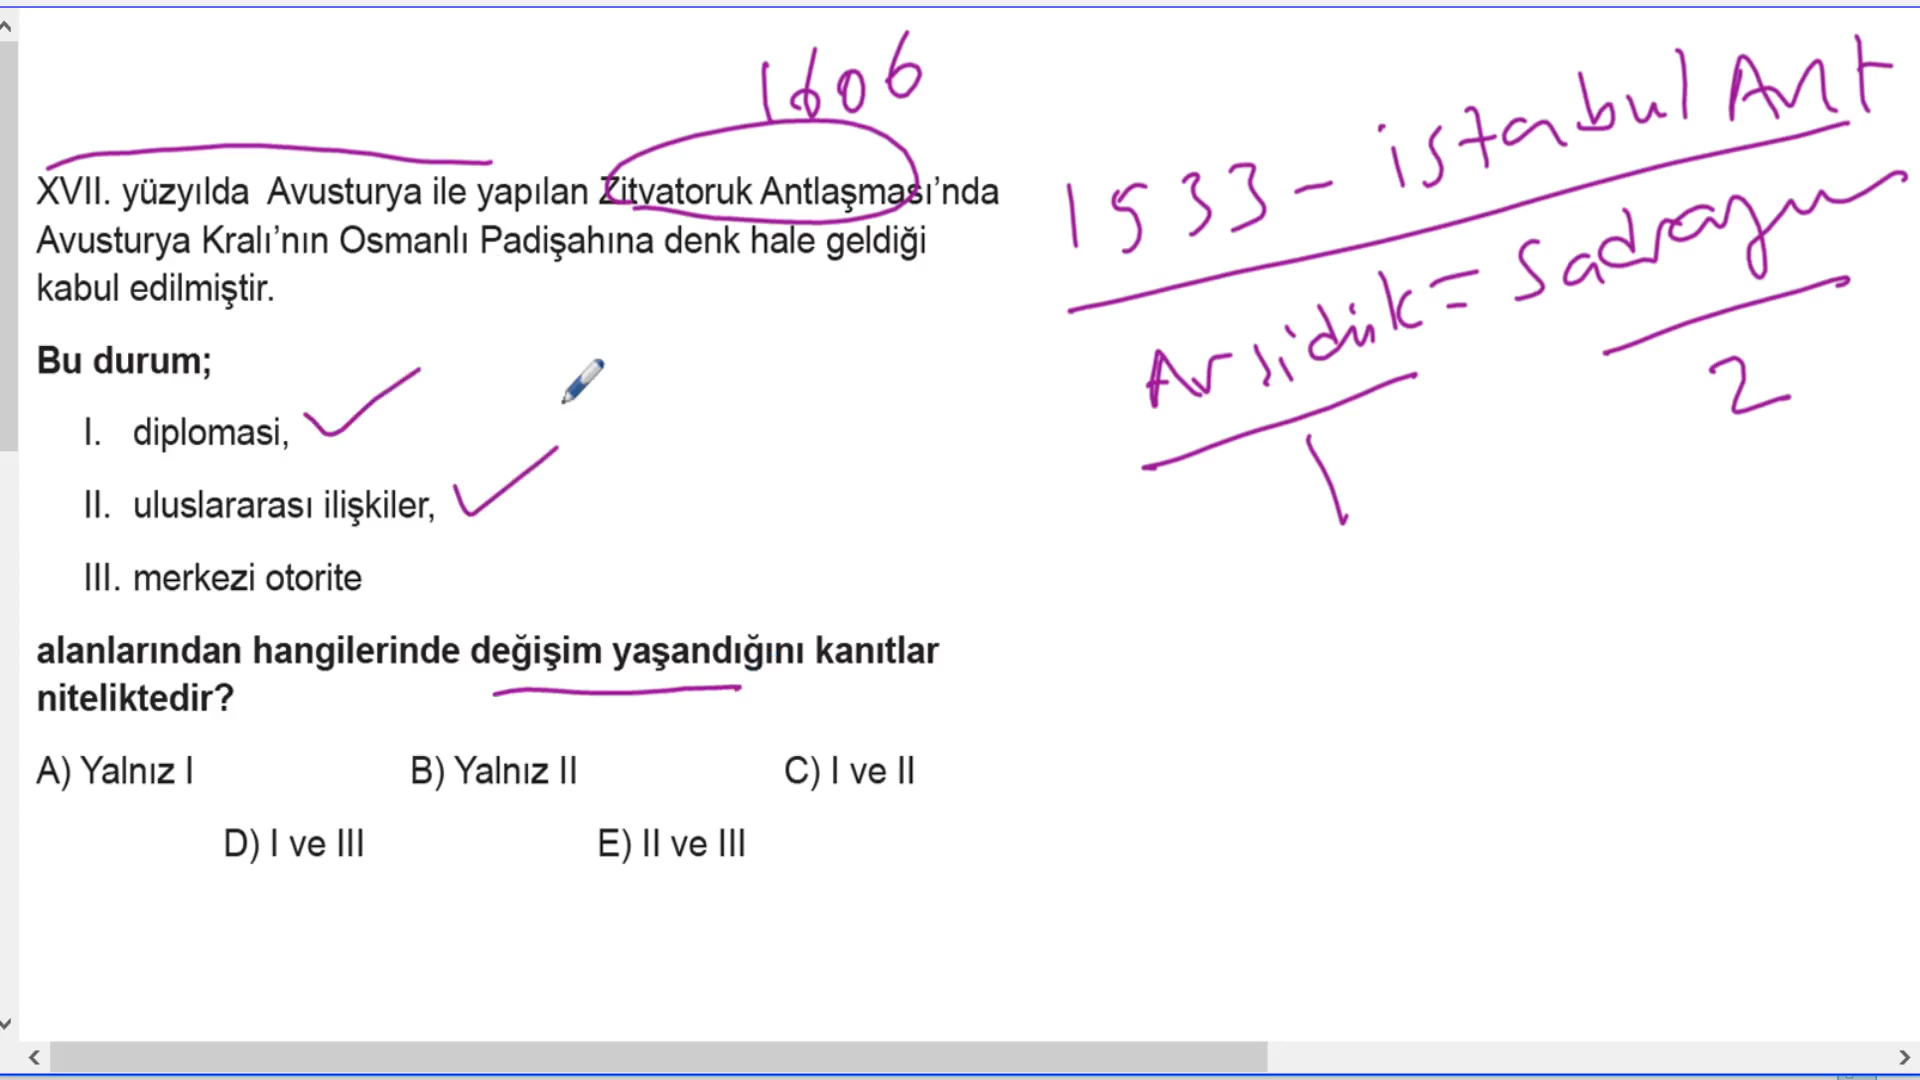 1606
XVII. yüzyılda Avusturya ile yapılan Zitvatoruk Antlaşması'nda
Avusturya Kralı'nın Osmanlı Padişahına denk hale geldiği
kabul edilmiştir.
Bu durum;
I. diplomasi,
II. uluslararası ilişkiler,
III. merkezi otorite
alanlarından hangilerinde değişim yaşandığını kanıtlar
niteliktedir?
A) Yalnız I B) Yalnız II C) I ve II
D) I ve III E) II ve III
1533 - istanbul Ant
Arşidük = Sadrazam
1 2